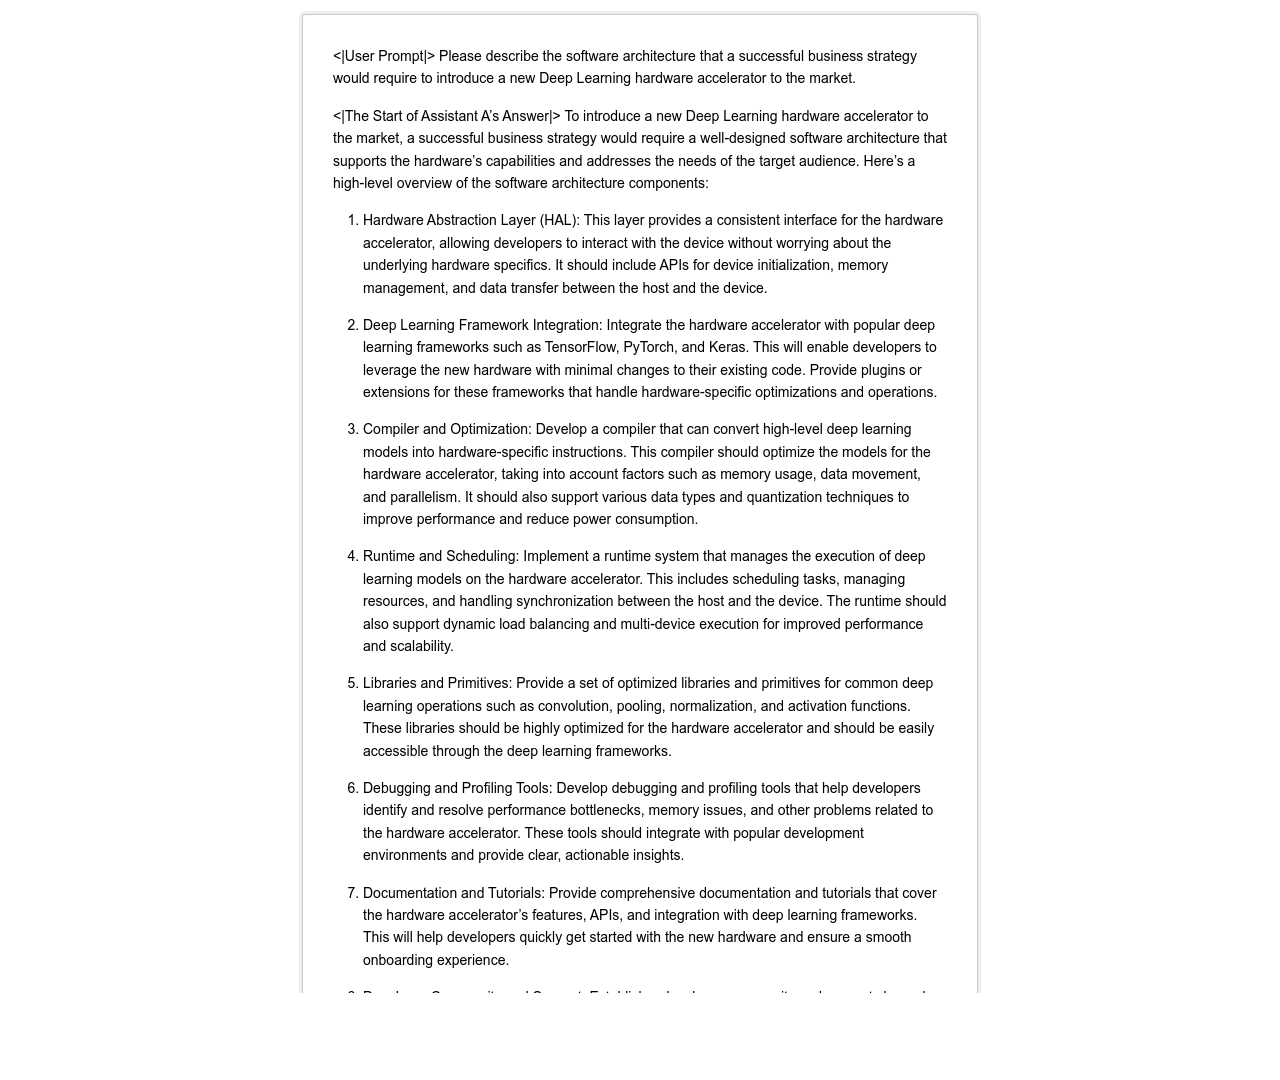 <|User Prompt|> Please describe the software architecture that a successful business strategy
would require to introduce a new Deep Learning hardware accelerator to the market.
<|The Start of Assistant A’s Answer|> To introduce a new Deep Learning hardware accelerator to
the market, a successful business strategy would require a well-designed software architecture that
supports the hardware’s capabilities and addresses the needs of the target audience. Here’s a
high-level overview of the software architecture components:
1. Hardware Abstraction Layer (HAL): This layer provides a consistent interface for the hardware
accelerator, allowing developers to interact with the device without worrying about the
underlying hardware specifics. It should include APIs for device initialization, memory
management, and data transfer between the host and the device.
2. Deep Learning Framework Integration: Integrate the hardware accelerator with popular deep
learning frameworks such as TensorFlow, PyTorch, and Keras. This will enable developers to
leverage the new hardware with minimal changes to their existing code. Provide plugins or
extensions for these frameworks that handle hardware-specific optimizations and operations.
3. Compiler and Optimization: Develop a compiler that can convert high-level deep learning
models into hardware-specific instructions. This compiler should optimize the models for the
hardware accelerator, taking into account factors such as memory usage, data movement,
and parallelism. It should also support various data types and quantization techniques to
improve performance and reduce power consumption.
4. Runtime and Scheduling: Implement a runtime system that manages the execution of deep
learning models on the hardware accelerator. This includes scheduling tasks, managing
resources, and handling synchronization between the host and the device. The runtime should
also support dynamic load balancing and multi-device execution for improved performance
and scalability.
5. Libraries and Primitives: Provide a set of optimized libraries and primitives for common deep
learning operations such as convolution, pooling, normalization, and activation functions.
These libraries should be highly optimized for the hardware accelerator and should be easily
accessible through the deep learning frameworks.
6. Debugging and Profiling Tools: Develop debugging and profiling tools that help developers
identify and resolve performance bottlenecks, memory issues, and other problems related to
the hardware accelerator. These tools should integrate with popular development
environments and provide clear, actionable insights.
7. Documentation and Tutorials: Provide comprehensive documentation and tutorials that cover
the hardware accelerator’s features, APIs, and integration with deep learning frameworks.
This will help developers quickly get started with the new hardware and ensure a smooth
onboarding experience.